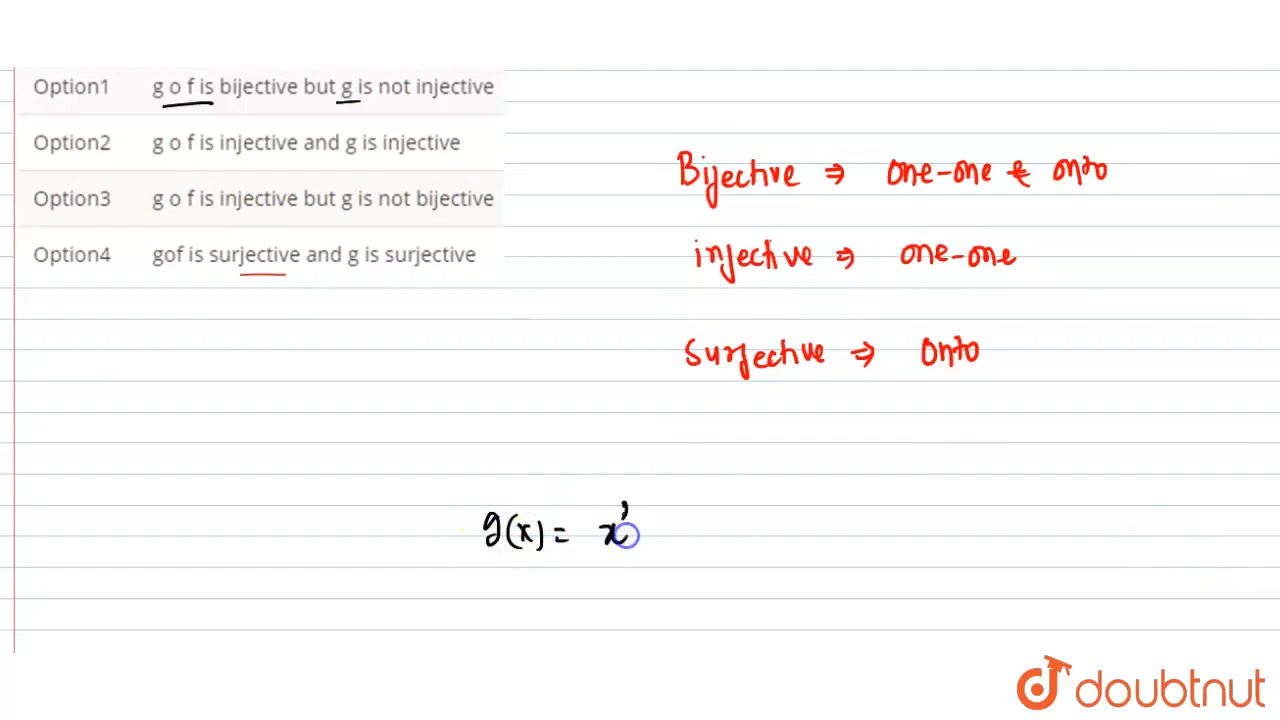 Option1 g o f is bijective but g is not injective
Option2 g o f is injective and g is injective
Option3 g o f is injective but g is not bijective
Option4 gof is surjective and g is surjective
Bijective ⇒ one-one & onto
injective ⇒ one-one
Surjective ⇒ onto
g(x) = x
doubtnut